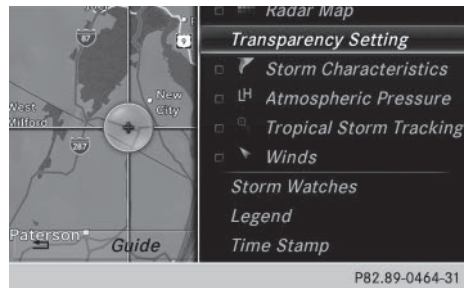 Radar Map
Transparency Setting
Storm Characteristics
LH Atmospheric Pressure
Tropical Storm Tracking
Winds
Storm Watches
Legend
Time Stamp
87
9
New
City
West
Milford
287
Paterson
Guide
P82.89-0464-31